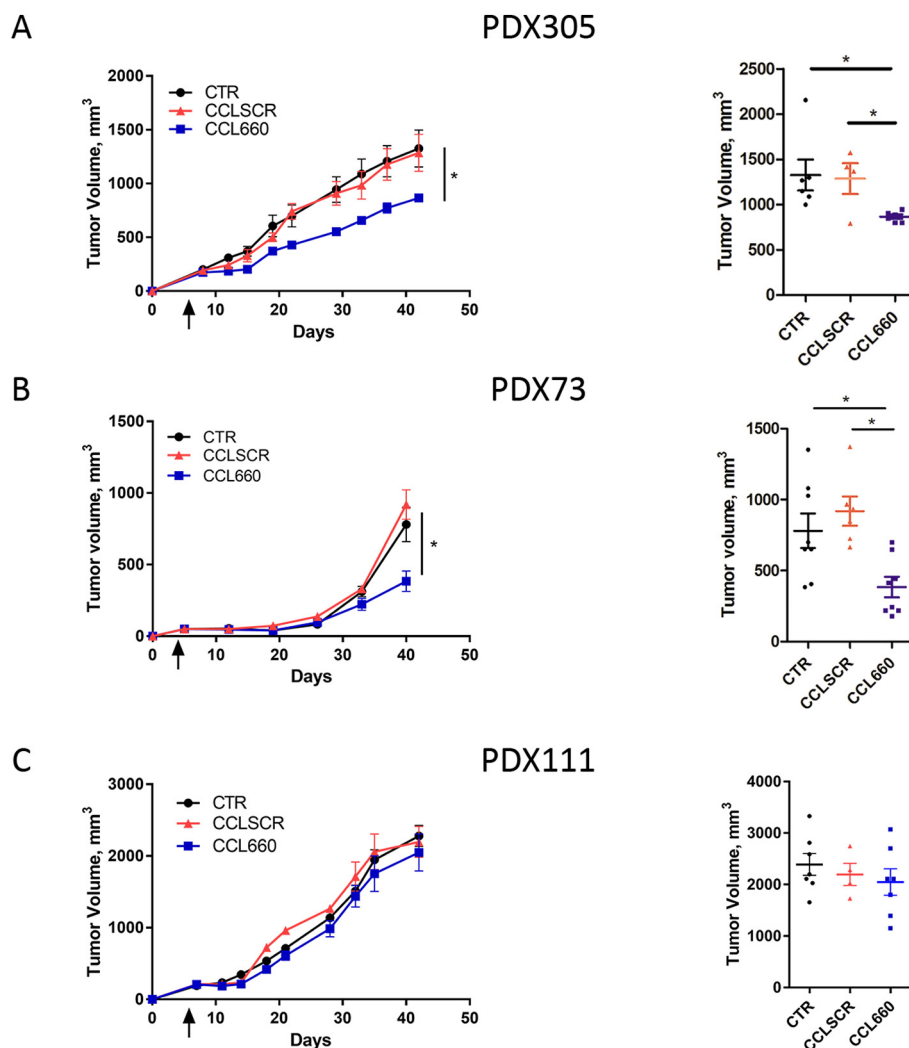 A
PDX305
Tumor Volume, mm³
2000
1500
1000
500
0
CTR
CCLSCR
CCL660
*
0 10 20 30 40 50
Days
Tumor Volume, mm³
2500
2000
1500
1000
500
0
*
*
CTR
CCLSCR
CCL660
B
PDX73
Tumor volume, mm³
1500
1000
500
0
CTR
CCLSCR
CCL660
*
0 10 20 30 40 50
Days
Tumor volume, mm³
1500
1000
500
0
*
*
CTR
CCLSCR
CCL660
C
PDX111
Tumor Volume, mm³
3000
2000
1000
0
CTR
CCLSCR
CCL660
0 10 20 30 40 50
Days
Tumor Volume, mm³
4000
3000
2000
1000
0
CTR
CCLSCR
CCL660